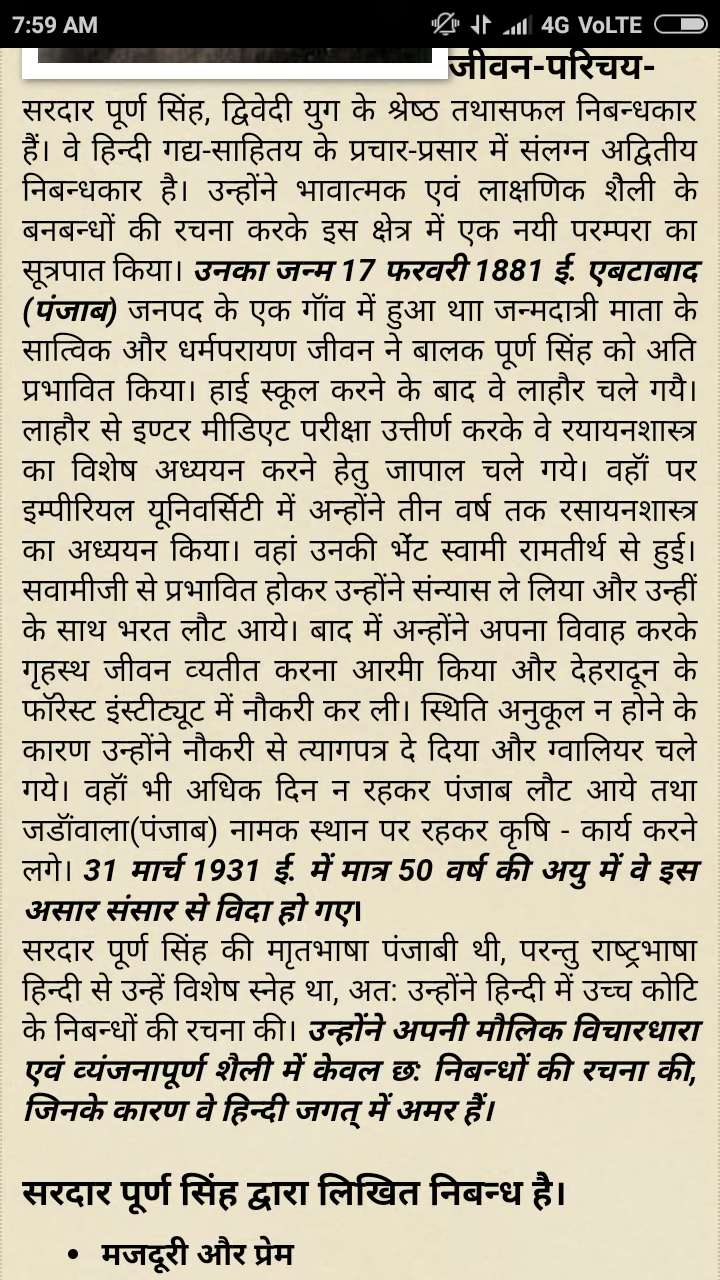 7:59 AM 4G VoLTE
जीवन-परिचय-
सरदार पूर्ण सिंह, द्विवेदी युग के श्रेष्ठ तथासफल निबन्धकार
हैं। वे हिन्दी गद्य-साहितय के प्रचार-प्रसार में संलग्न अद्वितीय
निबन्धकार है। उन्होंने भावात्मक एवं लाक्षणिक शैली के
बनबन्धों की रचना करके इस क्षेत्र में एक नयी परम्परा का
सूत्रपात किया। उनका जन्म 17 फरवरी 1881 ई. एबटाबाद
(पंजाब) जनपद के एक गॉंव में हुआ थाा जन्मदात्री माता के
सात्विक और धर्मपरायण जीवन ने बालक पूर्ण सिंह को अति
प्रभावित किया। हाई स्कूल करने के बाद वे लाहौर चले गयै।
लाहौर से इण्टर मीडिएट परीक्षा उत्तीर्ण करके वे रयायनशास्त्र
का विशेष अध्ययन करने हेतु जापाल चले गये। वहॉं पर
इम्पीरियल यूनिवर्सिटी में अन्होंने तीन वर्ष तक रसायनशास्त्र
का अध्ययन किया। वहां उनकी भेंट स्वामी रामतीर्थ से हुई।
सवामीजी से प्रभावित होकर उन्होंने संन्यास ले लिया और उन्हीं
के साथ भरत लौट आये। बाद में अन्होंने अपना विवाह करके
गृहस्थ जीवन व्यतीत करना आरमी किया और देहरादून के
फॉरेस्ट इंस्टीट्यूट में नौकरी कर ली। स्थिति अनुकूल न होने के
कारण उन्होंने नौकरी से त्यागपत्र दे दिया और ग्वालियर चले
गये। वहॉं भी अधिक दिन न रहकर पंजाब लौट आये तथा
जडॉंवाला(पंजाब) नामक स्थान पर रहकर कृषि - कार्य करने
लगे। 31 मार्च 1931 ई. में मात्र 50 वर्ष की अयु में वे इस
असार संसार से विदा हो गए।
सरदार पूर्ण सिंह की माृतभाषा पंजाबी थी, परन्तु राष्ट्रभाषा
हिन्दी से उन्हें विशेष स्नेह था, अत: उन्होंने हिन्दी में उच्च कोटि
के निबन्धों की रचना की। उन्होंने अपनी मौलिक विचारधारा
एवं व्यंजनापूर्ण शैली में केवल छ: निबन्धों की रचना की,
जिनके कारण वे हिन्दी जगत् में अमर हैं।
सरदार पूर्ण सिंह द्वारा लिखित निबन्ध है।
• मजदूरी और प्रेम